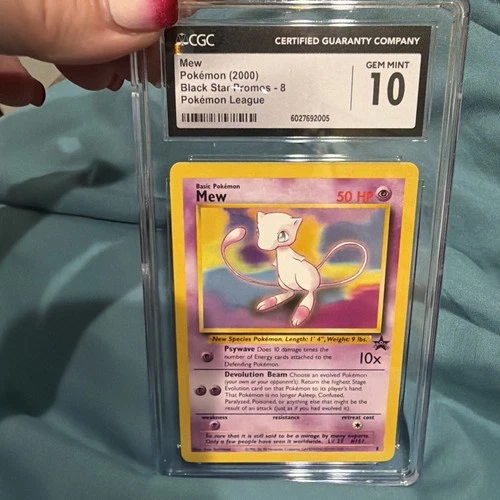 CGC
CERTIFIED GUARANTY COMPANY
Mew
Pokémon (2000)
Black Star Promos - 8
Pokémon League
GEM MINT
10
6027692005
Basic Pokémon
Mew
50 HP
New Species Pokémon. Length: 1' 4", Weight: 9 lbs.
Psywave Does 10 damage times the
number of Energy cards attached to the
Defending Pokémon.
10x
Devolution Beam Choose an evolved Pokémon
(your own or your opponent's). Return the highest Stage
Evolution card on that Pokémon to its player's hand.
That Pokémon is no longer Asleep, Confused,
Paralyzed, Poisoned, or anything else that might be the
result of an attack (just as if you had evolved it).
weakness
resistance
retreat cost
So rare that it is still said to be a mirage by many experts.
Only a few people have seen it worldwide. LV. 23 #151
8